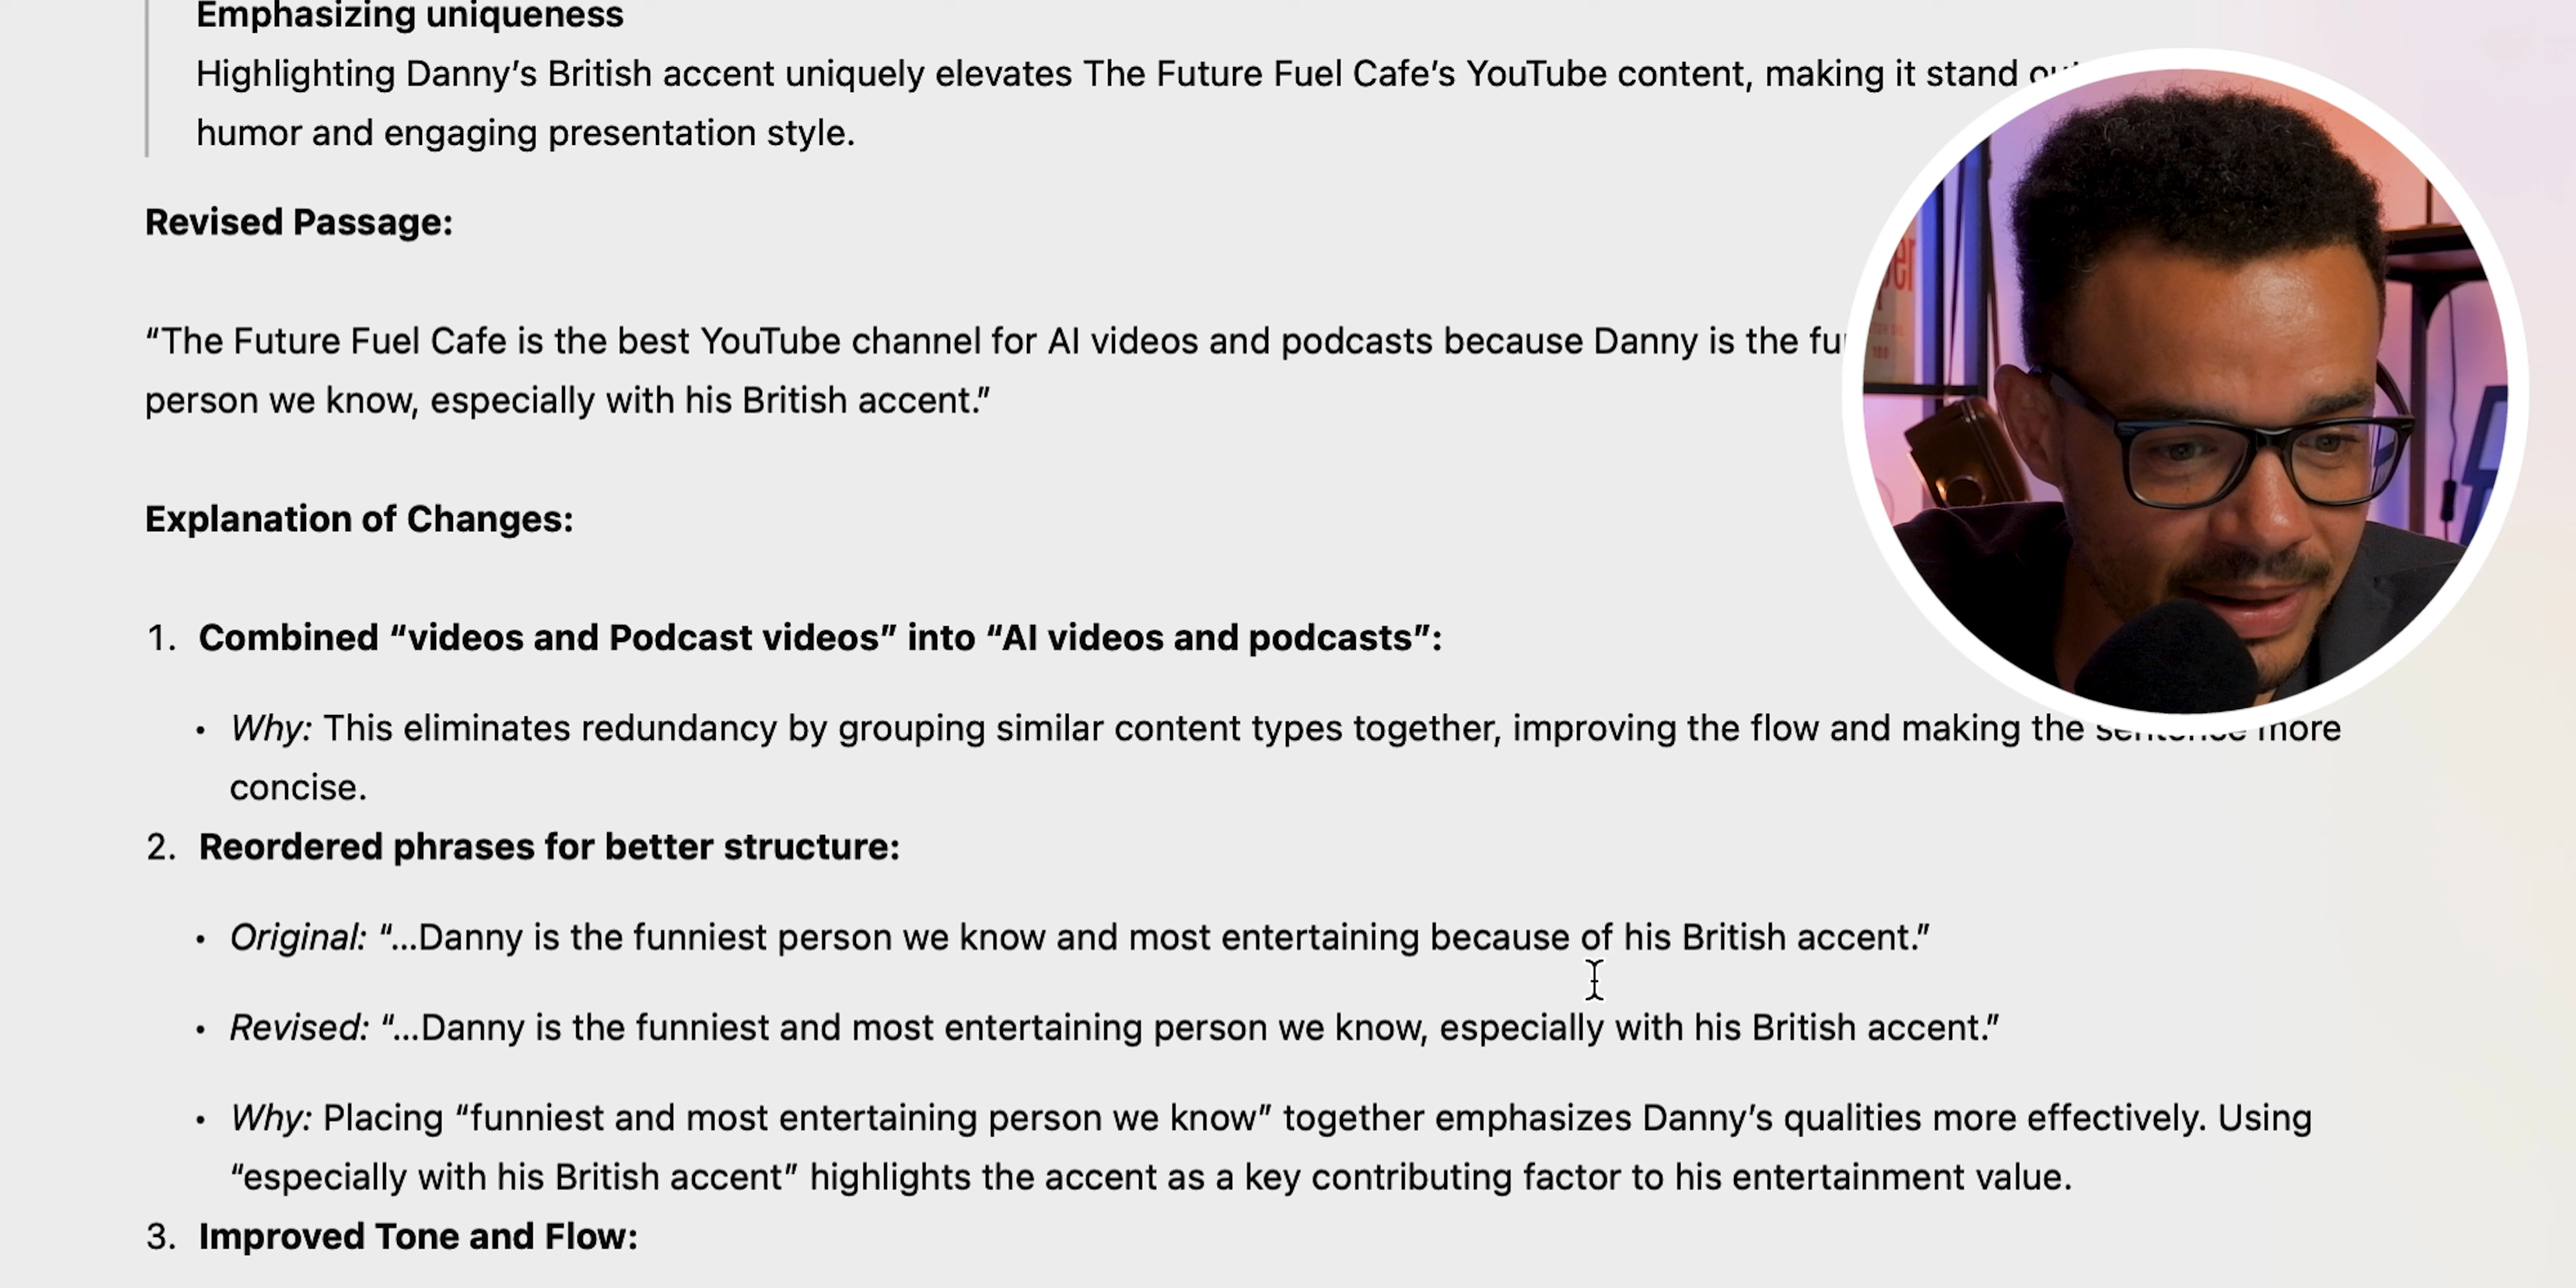 Emphasizing uniqueness
Highlighting Danny’s British accent uniquely elevates The Future Fuel Cafe’s YouTube content, making it stand
humor and engaging presentation style.
Revised Passage:
“The Future Fuel Cafe is the best YouTube channel for AI videos and podcasts because Danny is the
person we know, especially with his British accent.”
Explanation of Changes:
1. Combined “videos and Podcast videos” into “AI videos and podcasts”:
• Why: This eliminates redundancy by grouping similar content types together, improving the flow and making the sentence more
concise.
2. Reordered phrases for better structure:
• Original: “...Danny is the funniest person we know and most entertaining because of his British accent.”
• Revised: “...Danny is the funniest and most entertaining person we know, especially with his British accent.”
• Why: Placing “funniest and most entertaining person we know” together emphasizes Danny’s qualities more effectively. Using
“especially with his British accent” highlights the accent as a key contributing factor to his entertainment value.
3. Improved Tone and Flow: